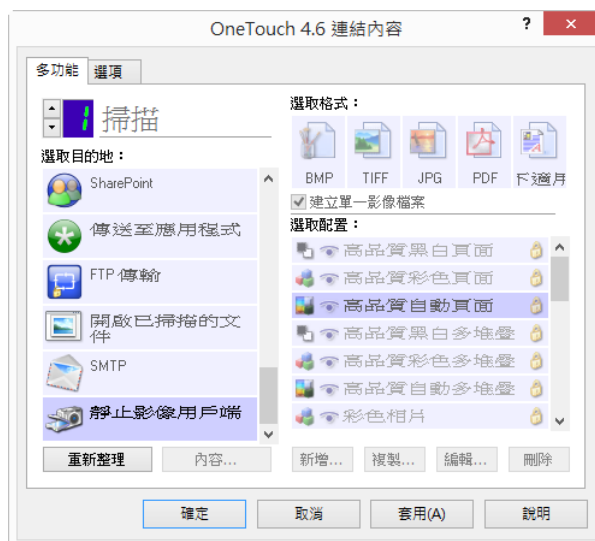 OneTouch 4.6 連結內容
?
×
多功能
選項
1
掃描
選取目的地：
SharePoint
傳送至應用程式
FTP 傳輸
開啟已掃描的文
件
SMTP
靜止影像用戶端
重新整理
內容...
選取格式：
BMP
TIFF
JPG
PDF
不適用
建立單一影像檔案
選取配置：
高品質黑白頁面
高品質彩色頁面
高品質自動頁面
高品質黑白多堆疊
高品質彩色多堆疊
高品質自動多堆疊
彩色相片
新增...
複製...
編輯...
刪除
確定
取消
套用(A)
說明